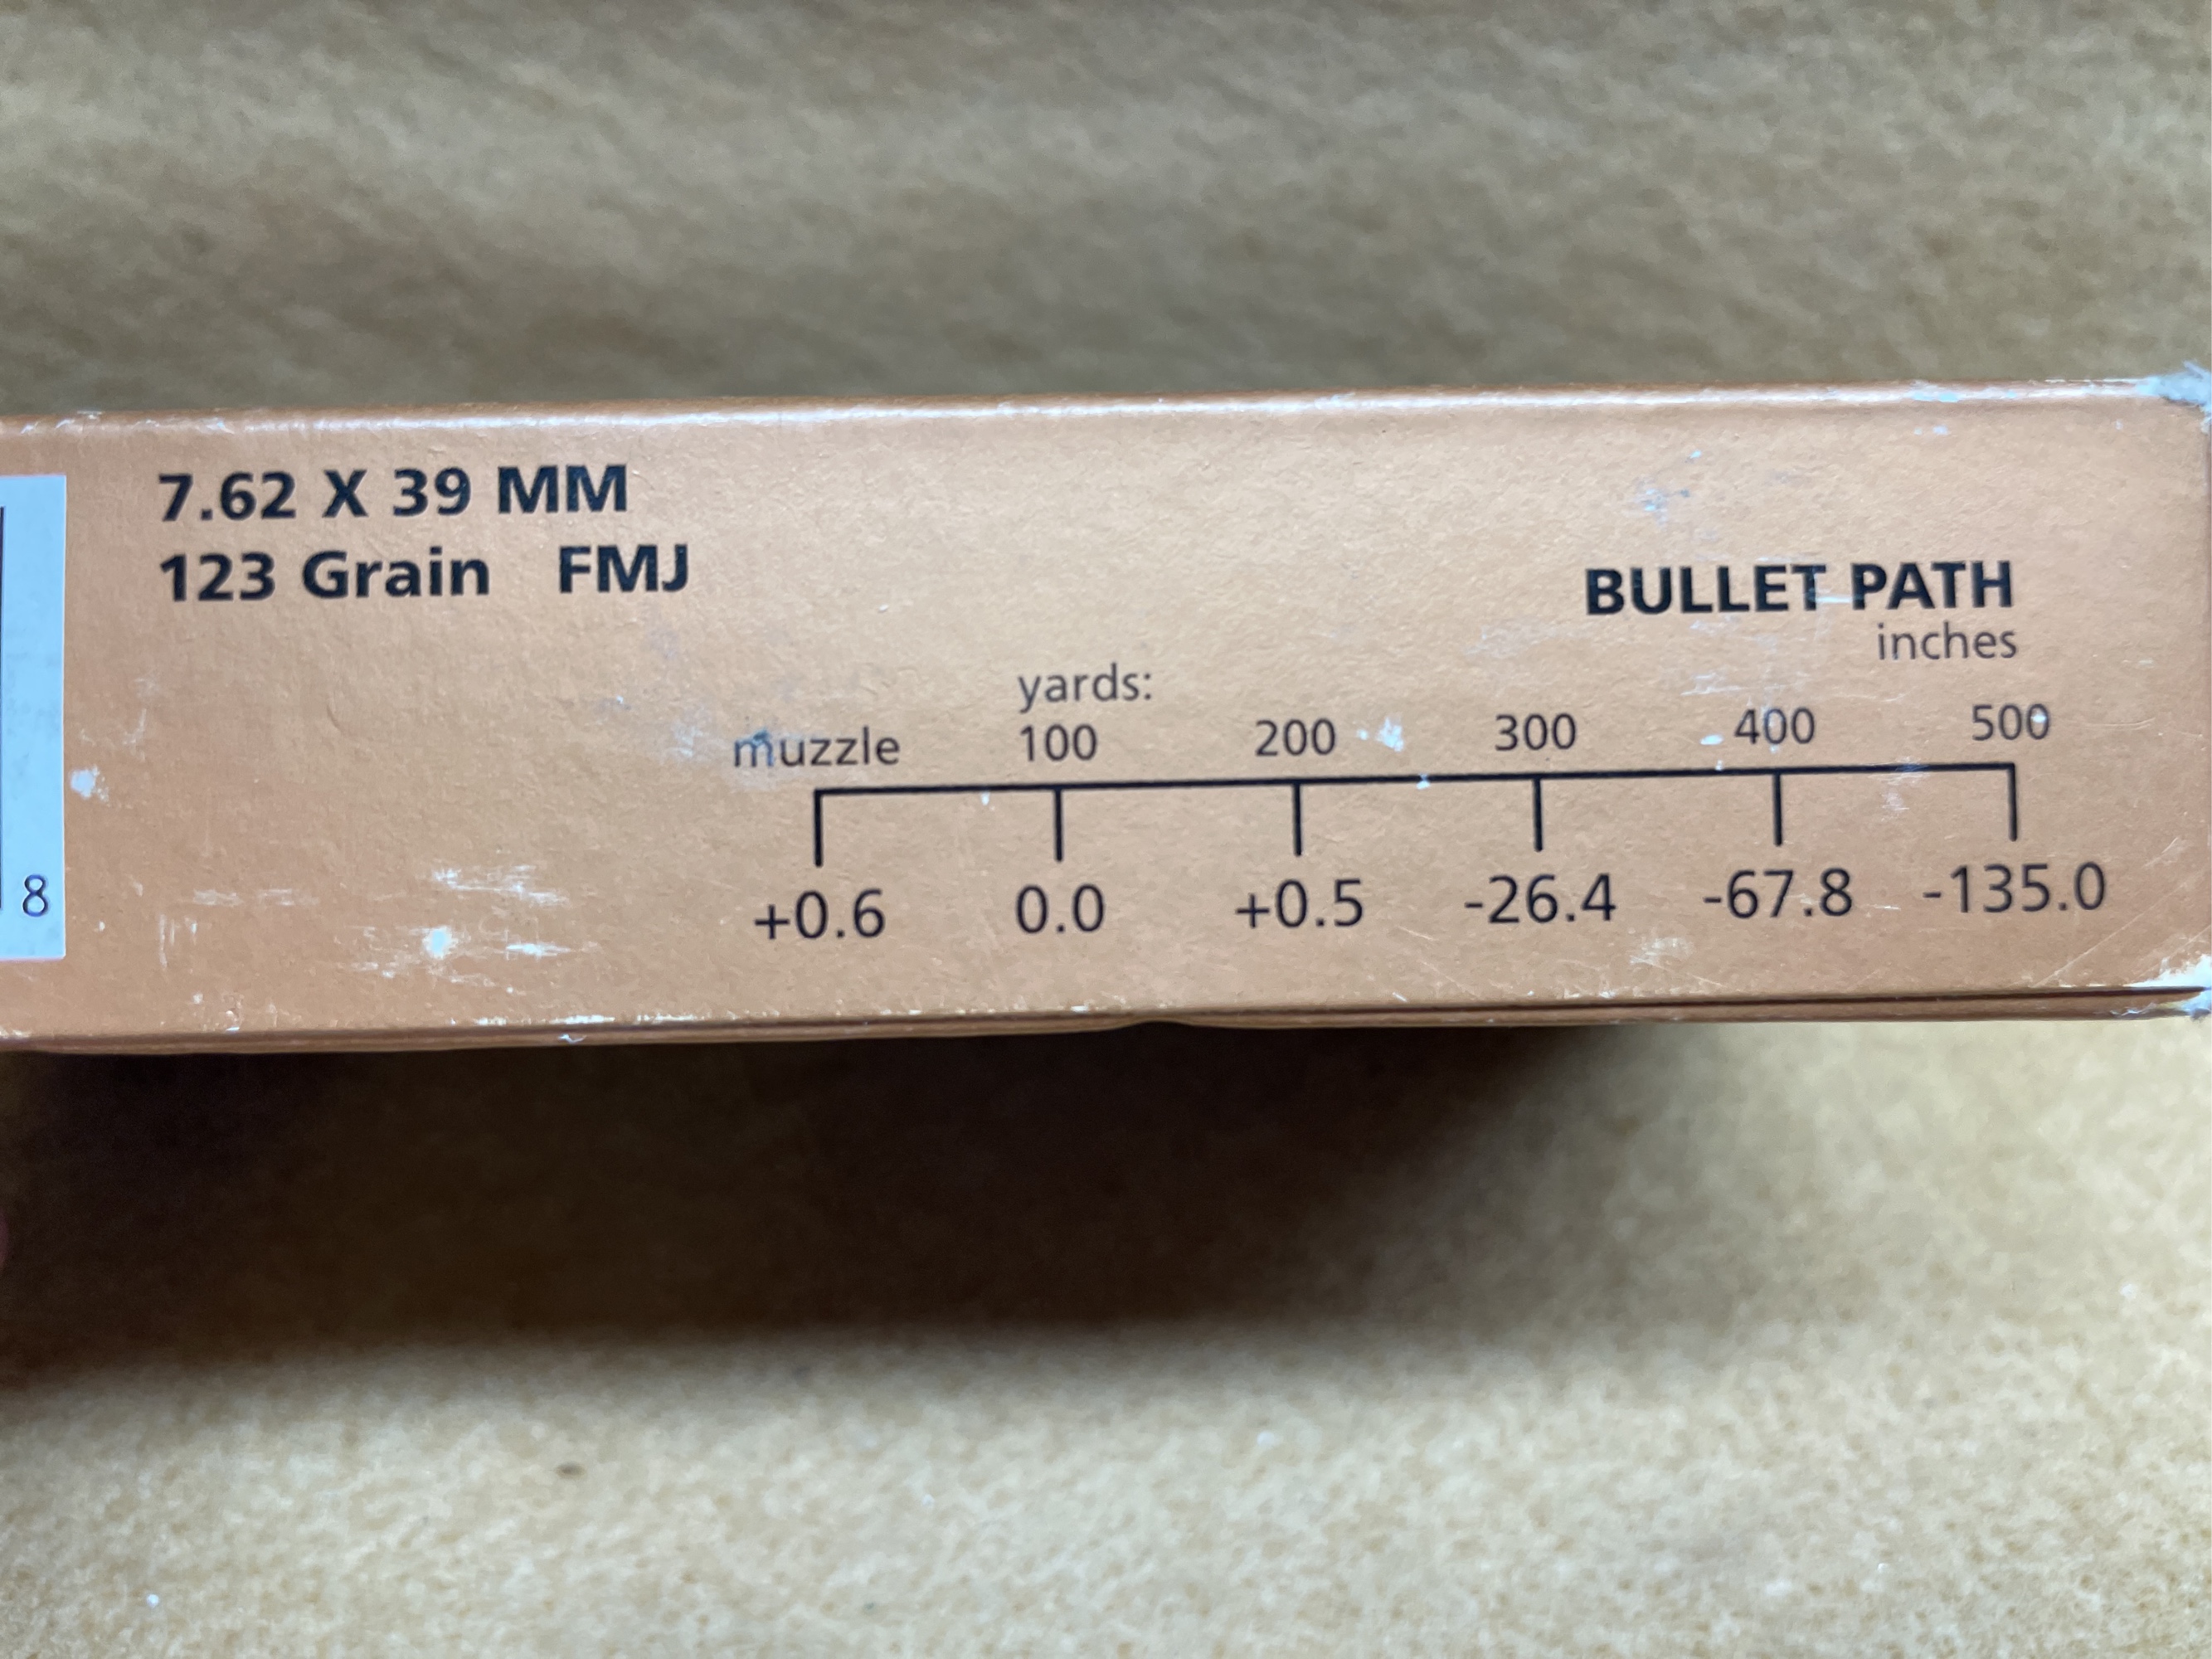 7.62 X 39 MM
123 Grain FMJ
BULLET PATH
inches
yards:
muzzle 100 200 300 400 500
+0.6 0.0 +0.5 -26.4 -67.8 -135.0
8